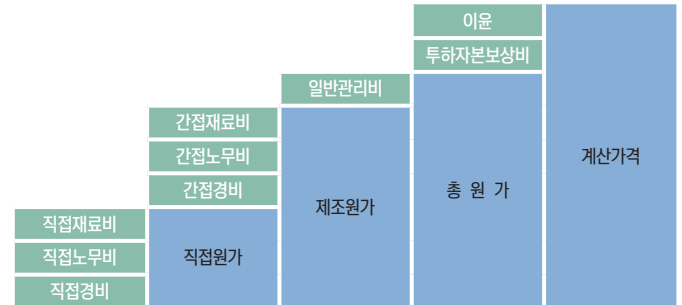 이윤
투하자본보상비
일반관리비
간접재료비
간접노무비
간접경비
계산가격
총 원 가
제조원가
직접재료비
직접노무비
직접경비
직접원가